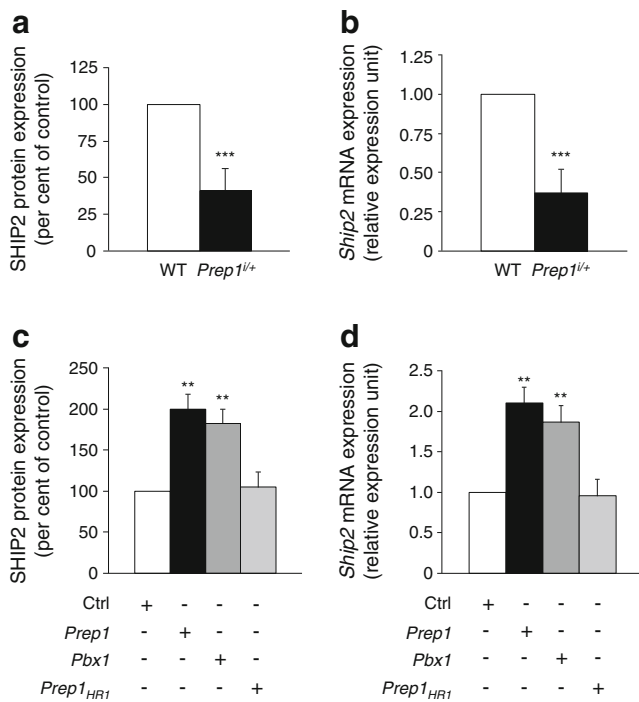 a
SHIP2 protein expression
(per cent of control)
125
100
75
50
25
0
***
WT Prep1i/+
b
Ship2 mRNA expression
(relative expression unit)
1.25
1.00
0.75
0.50
0.25
0
***
WT Prep1i/+
c
SHIP2 protein expression
(per cent of control)
250
200
150
100
50
0
** **
Ctrl + - - -
Prep1 - + - -
Pbx1 - - + -
Prep1HR1 - - - +
d
Ship2 mRNA expression
(relative expression unit)
2.5
2.0
1.5
1.0
0.5
0
** **
Ctrl + - - -
Prep1 - + - -
Pbx1 - - + -
Prep1HR1 - - - +